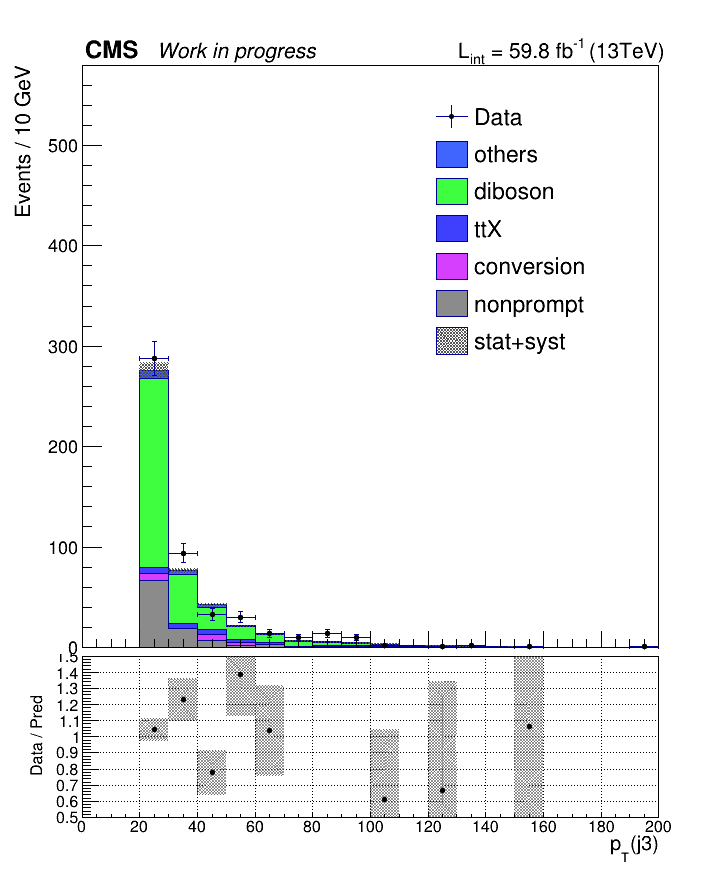 CMS Work in progress L_int = 59.8 fb^-1 (13TeV)
Events / 10 GeV
500
400
300
200
100
0
Data
others
diboson
ttX
conversion
nonprompt
stat+syst
Data / Pred
1.5
1.4
1.3
1.2
1.1
1
0.9
0.8
0.7
0.6
0.5
0 20 40 60 80 100 120 140 160 180 200
p_T(j3)